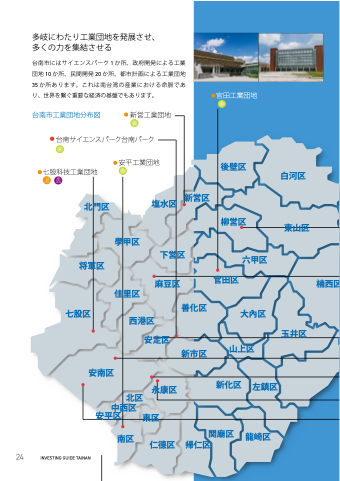 多岐にわたり工業団地を発展させ、
多くの力を集結させる
台南市にはサイエンスパーク 1 か所、政府開発による工業
団地 10 か所、民間開発 20 か所、都市計画による工業団地
35 か所あります。これは南台湾の産業における命脈であ
り、世界を繋ぐ重要な経済の基盤でもあります。
台南市工業団地分布図
新営工業団地
官田工業団地
台南サイエンスパーク台南パーク
安平工業団地
七股科技工業団地
後壁区
白河区
北門区
塩水区
新営区
柳営区
東山区
學甲区
下営区
六甲区
将軍区
麻豆区
官田区
楠西区
佳里区
善化区
大內区
七股区
西港区
安定区
玉井区
新市区
山上区
安南区
永康区
新化区
左鎮区
北区
中西区
安平区
東区
南区
仁德区
帰仁区
関廟区
龍崎区
24
INVESTING GUIDE TAINAN